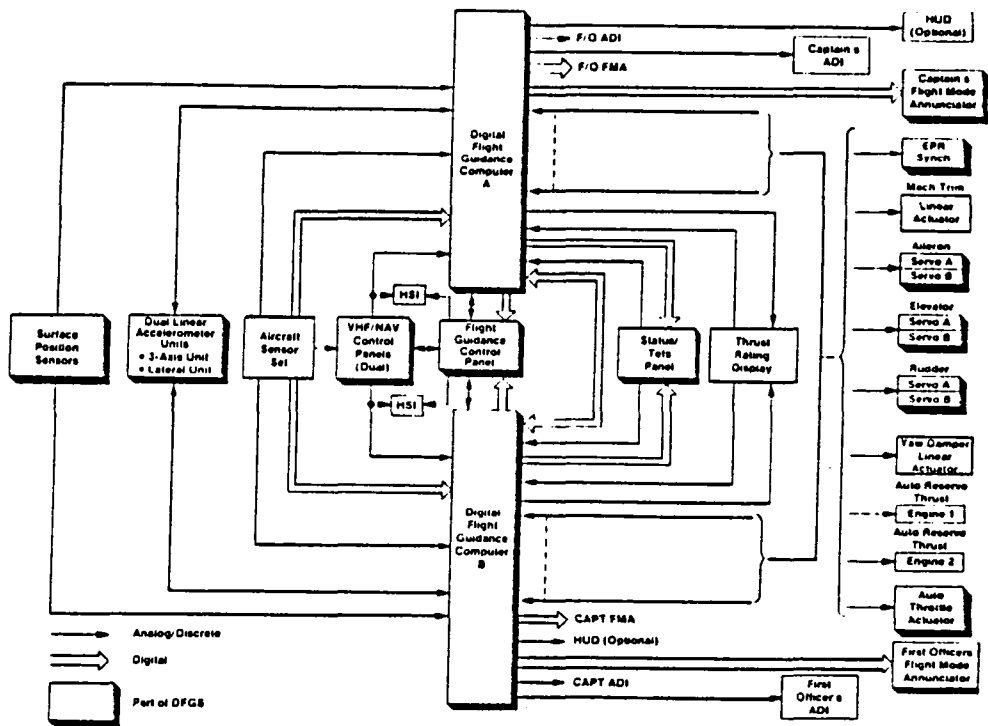 HUD
(Optional)
F/O ADI
Captain's
ADI
F/O FMA
Captain's
Flight Mode
Annunciator
Digital
Flight
Guidance
Computer
A
EPR
Synch
Mach Trim
Linear
Actuator
Aileron
Servo A
Servo B
HSI
Elevator
Servo A
Servo B
Surface
Position
Sensors
Dual Linear
Accelerometer
Units
• 3-Axis Unit
• Lateral Unit
Aircraft
Sensor
Set
VHF/NAV
Control
Panels
(Dual)
Flight
Guidance
Control
Panel
Status/
Tets
Panel
Thrust
Rating
Display
Rudder
Servo A
Servo B
HSI
Yaw Damper
Linear
Actuator
Auto Reserve
Thrust
Engine 1
Auto Reserve
Thrust
Engine 2
Digital
Flight
Guidance
Computer
B
Auto
Throttle
Actuator
CAPT FMA
Analog/Discrete
HUD (Optional)
Digital
First Officers
Flight Mode
Annunciator
CAPT ADI
Part of DFGS
First
Officer's
ADI